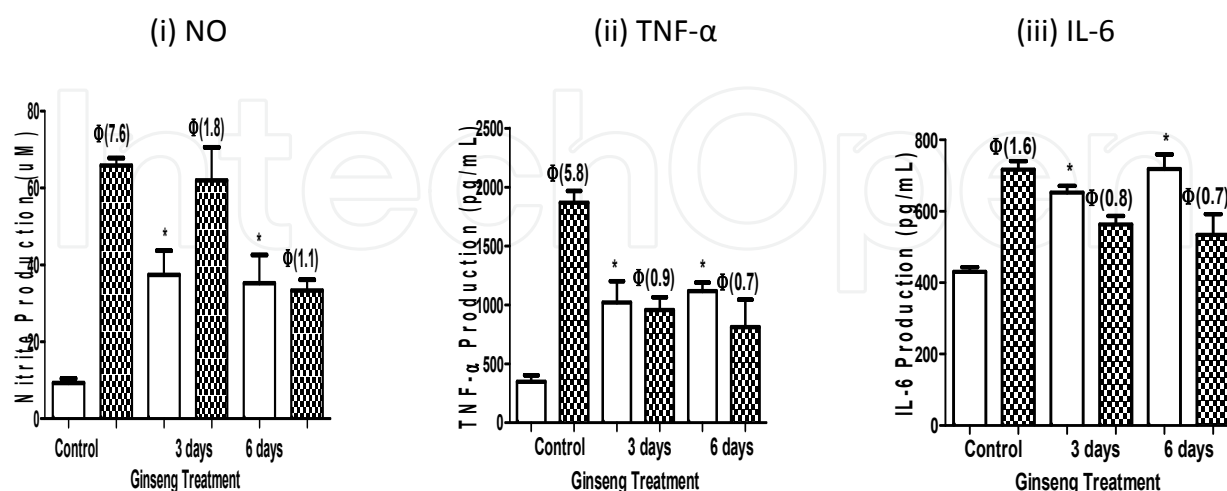 (i) NO
(ii) TNF-α
(iii) IL-6
IntechOpen
Nitrite Production (uM)
80
60
40
20
0
Φ(7.6)
*
Φ(1.8)
*
Φ(1.1)
Control
3 days
6 days
Ginseng Treatment
TNF-α Production (pg/mL)
2500
2000
1500
1000
500
0
Φ(5.8)
*
Φ(0.9)
*
Φ(0.7)
Control
3 days
6 days
Ginseng Treatment
IL-6 Production (pg/mL)
800
600
400
200
0
Φ(1.6)
*
Φ(0.8)
*
Φ(0.7)
Control
3 days
6 days
Ginseng Treatment